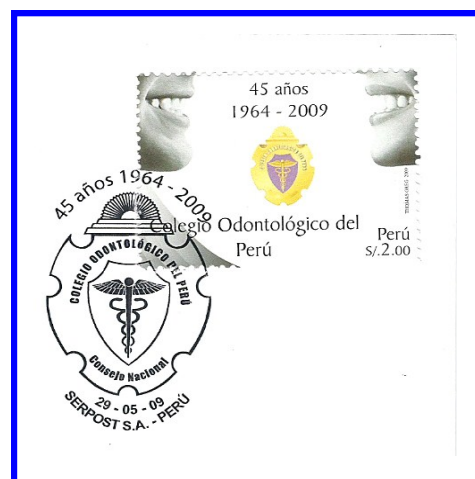 45 años
1964 - 2009
Colegio Odontológico del
Perú
Perú
S/.2.00
45 años 1964 - 2009
COLEGIO ODONTOLÓGICO DEL PERÚ
Consejo Nacional
29 - 05 - 09
SERPOST S.A. - PERÚ